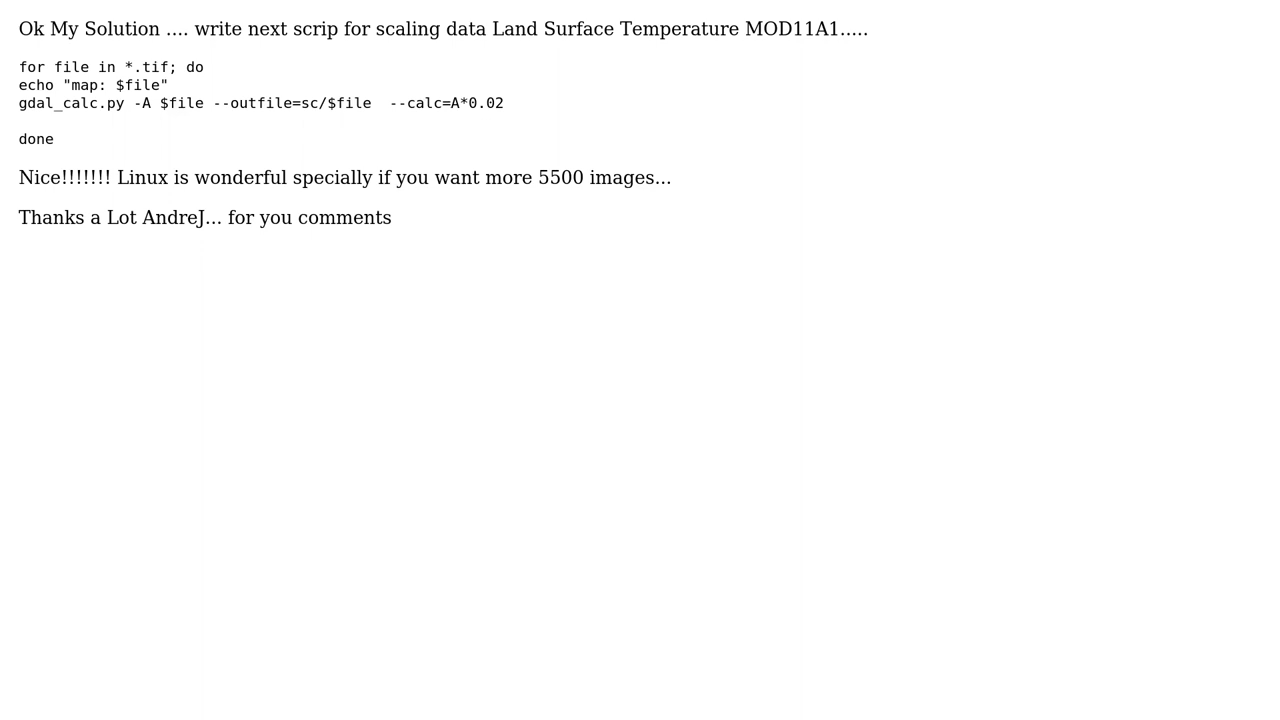 Ok My Solution .... write next scrip for scaling data Land Surface Temperature MOD11A1.....
for file in *.tif; do
echo "map: $file"
gdal_calc.py -A $file --outfile=sc/$file  --calc=A*0.02
done
Nice!!!!!!! Linux is wonderful specially if you want more 5500 images...
Thanks a Lot AndreJ... for you comments